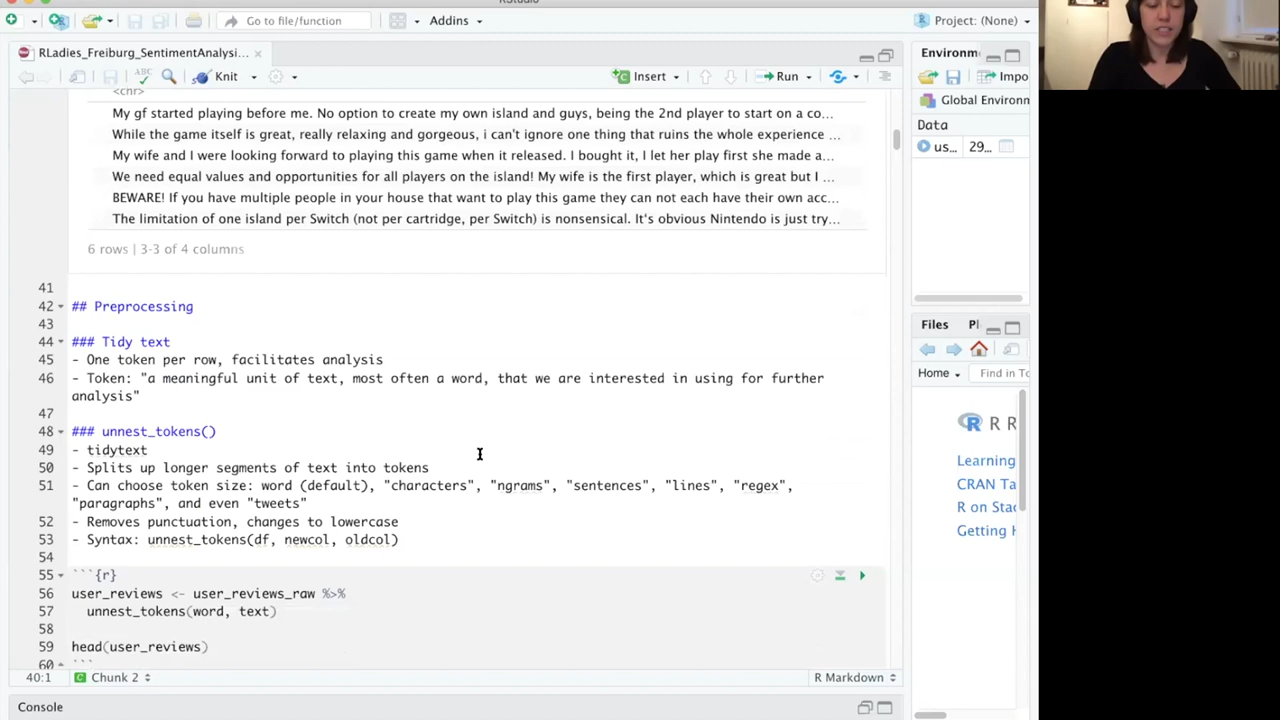 RStudio
Go to file/function
Addins
Project: (None)
RLadies_Freiburg_SentimentAnalysi...
ABC
Knit
Insert
Run
<chr>
My gf started playing before me. No option to create my own island and guys, being the 2nd player to start on a co...
While the game itself is great, really relaxing and gorgeous, i can't ignore one thing that ruins the whole experience ...
My wife and I were looking forward to playing this game when it released. I bought it, I let her play first she made a...
We need equal values and opportunities for all players on the island! My wife is the first player, which is great but I ...
BEWARE! If you have multiple people in your house that want to play this game they can not each have their own acc...
The limitation of one island per Switch (not per cartridge, per Switch) is nonsensical. It's obvious Nintendo is just try...
6 rows | 3-3 of 4 columns
41
42 ## Preprocessing
43
44 ### Tidy text
45 - One token per row, facilitates analysis
46 - Token: "a meaningful unit of text, most often a word, that we are interested in using for further
analysis"
47
48 ### unnest_tokens()
49 - tidytext
50 - Splits up longer segments of text into tokens
51 - Can choose token size: word (default), "characters", "ngrams", "sentences", "lines", "regex",
"paragraphs", and even "tweets"
52 - Removes punctuation, changes to lowercase
53 - Syntax: unnest_tokens(df, newcol, oldcol)
54
55 ```{r}
56 user_reviews <- user_reviews_raw %>%
57 unnest_tokens(word, text)
58
59 head(user_reviews)
60 ```
40:1 Chunk 2
R Markdown
Console
Environm
Impo
Global Environm
Data
us... 29...
Files Pl
Home
Find in To
R R
Learning
CRAN Ta
R on Stac
Getting H